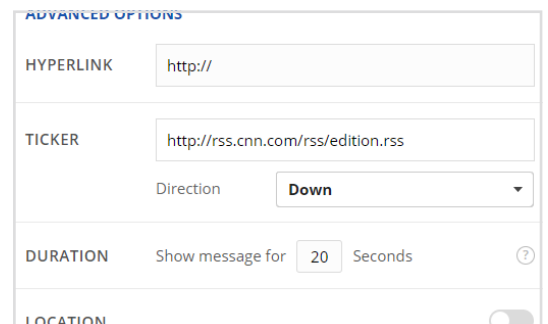 ADVANCED OPTIONS
HYPERLINK http://
TICKER http://rss.cnn.com/rss/edition.rss
Direction Down
DURATION Show message for 20 Seconds ?
LOCATION